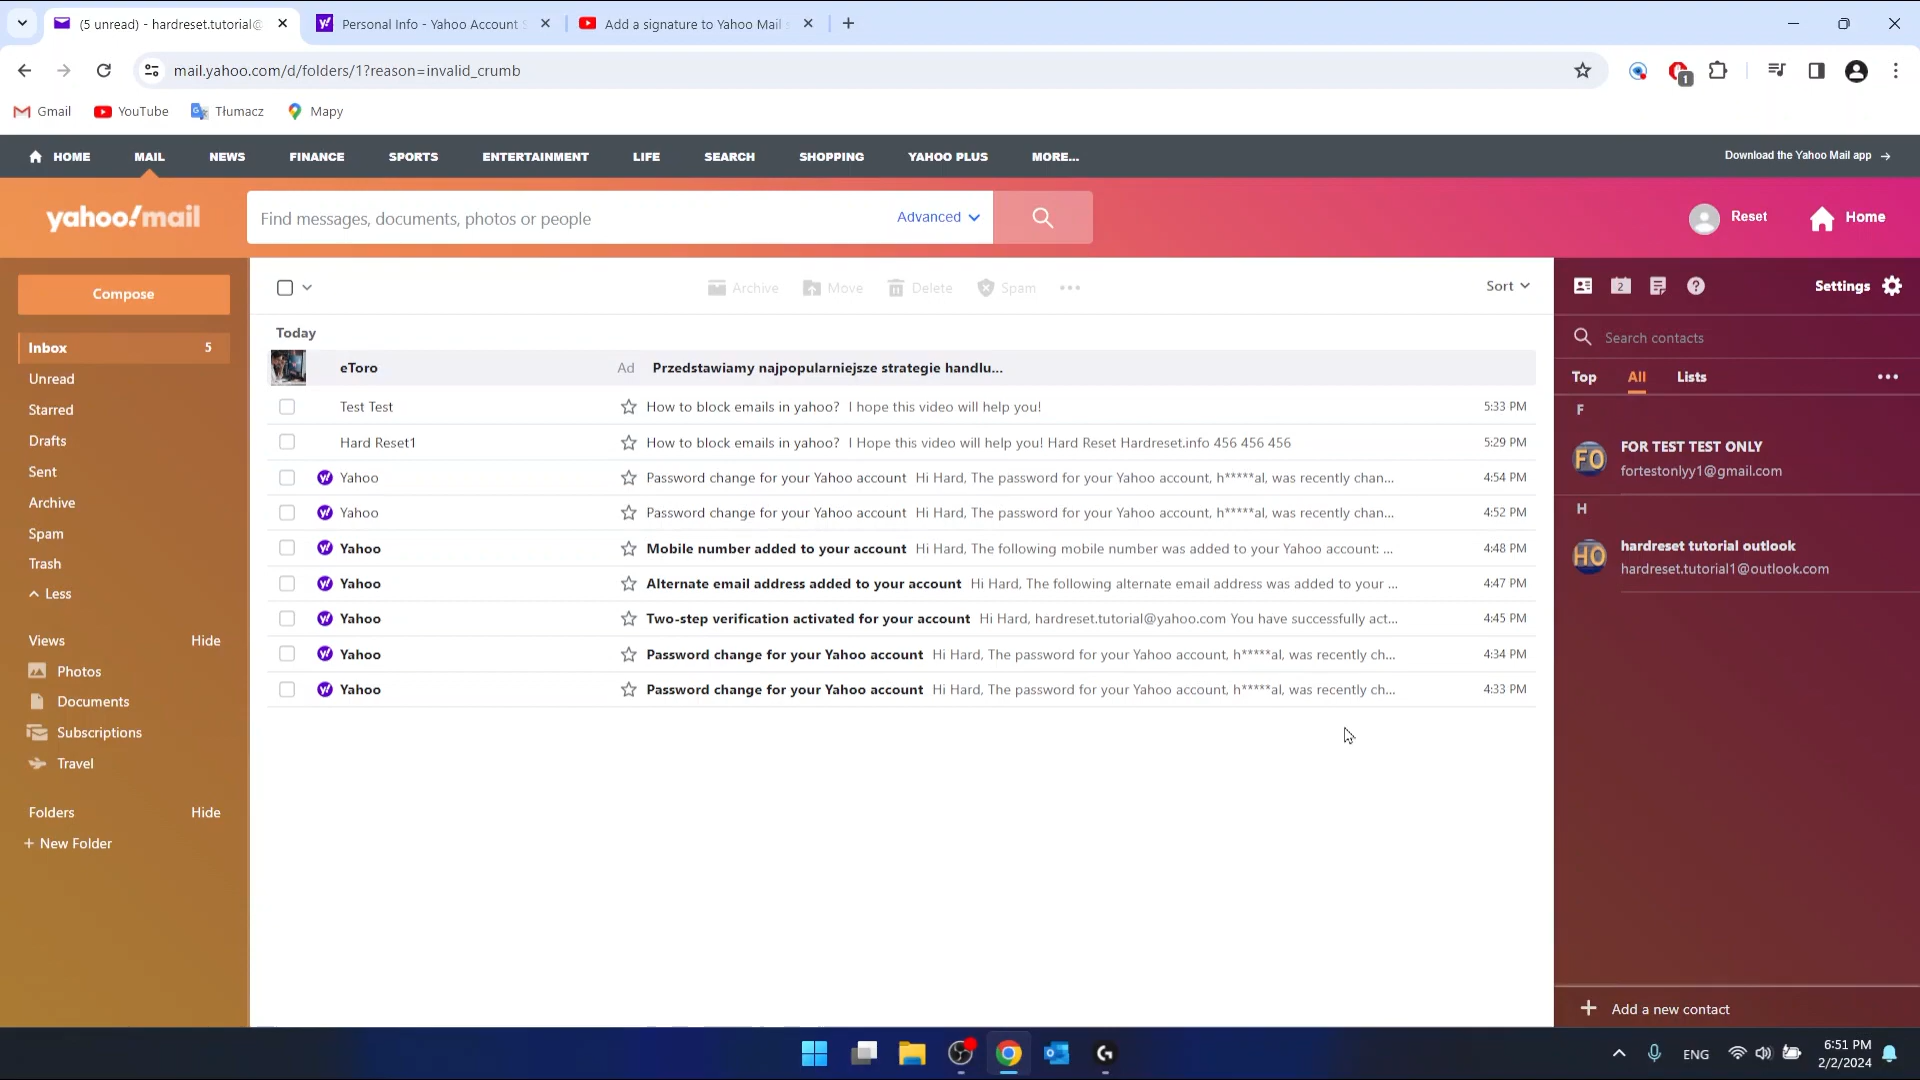 (5 unread) - hardreset.tutorial@
Personal Info - Yahoo Account S
Add a signature to Yahoo Mail
mail.yahoo.com/d/folders/1?reason=invalid_crumb
1
Gmail
YouTube
Tłumacz
Mapy
HOME
MAIL
NEWS
FINANCE
SPORTS
ENTERTAINMENT
LIFE
SEARCH
SHOPPING
YAHOO PLUS
MORE...
Download the Yahoo Mail app →
yahoo!mail
Find messages, documents, photos or people
Advanced
Reset
Home
Compose
Archive
Move
Delete
Spam
Sort
2
Settings
Inbox 5
Unread
Starred
Drafts
Sent
Archive
Spam
Trash
Less
Views Hide
Photos
Documents
Subscriptions
Travel
Folders Hide
+ New Folder
Today
eToro Ad Przedstawiamy najpopularniejsze strategie handlu...
Test Test How to block emails in yahoo? I hope this video will help you! 5:33 PM
Hard Reset1 How to block emails in yahoo? I Hope this video will help you! Hard Reset Hardreset.info 456 456 456 5:29 PM
Yahoo Password change for your Yahoo account Hi Hard, The password for your Yahoo account, h*****al, was recently chan... 4:54 PM
Yahoo Password change for your Yahoo account Hi Hard, The password for your Yahoo account, h*****al, was recently chan... 4:52 PM
Yahoo Mobile number added to your account Hi Hard, The following mobile number was added to your Yahoo account: ... 4:48 PM
Yahoo Alternate email address added to your account Hi Hard, The following alternate email address was added to your ... 4:47 PM
Yahoo Two-step verification activated for your account Hi Hard, hardreset.tutorial@yahoo.com You have successfully act... 4:45 PM
Yahoo Password change for your Yahoo account Hi Hard, The password for your Yahoo account, h*****al, was recently ch... 4:34 PM
Yahoo Password change for your Yahoo account Hi Hard, The password for your Yahoo account, h*****al, was recently ch... 4:33 PM
Search contacts
Top
All
Lists
F
FO
FOR TEST TEST ONLY
fortestonlyy1@gmail.com
H
HO
hardreset tutorial outlook
hardreset.tutorial1@outlook.com
+ Add a new contact
ENG
6:51 PM
2/2/2024